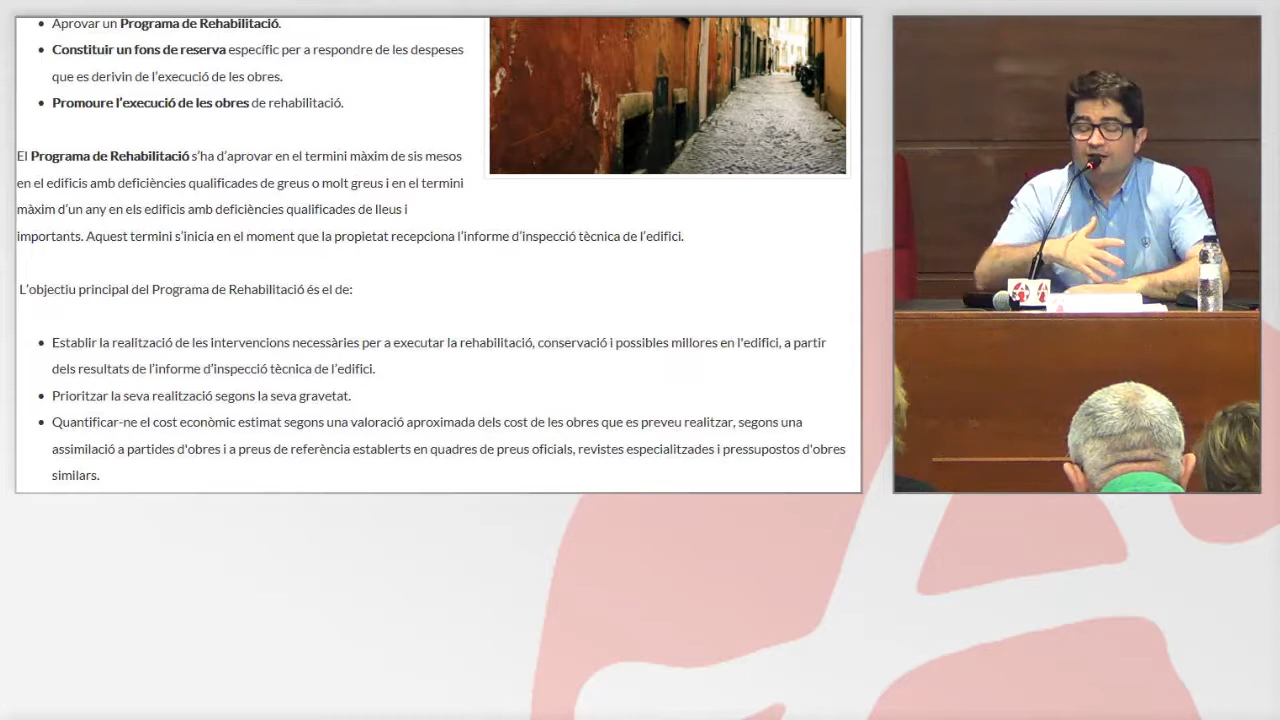 Aprovar un Programa de Rehabilitació.
Constituir un fons de reserva específic per a respondre de les despeses
que es derivin de l’execució de les obres.
Promoure l’execució de les obres de rehabilitació.
El Programa de Rehabilitació s’ha d’aprovar en el termini màxim de sis mesos
en el edificis amb deficiències qualificades de greus o molt greus i en el termini
màxim d’un any en els edificis amb deficiències qualificades de lleus i
importants. Aquest termini s’inicia en el moment que la propietat recepciona l’informe d’inspecció tècnica de l’edifici.
L’objectiu principal del Programa de Rehabilitació és el de:
Establir la realització de les intervencions necessàries per a executar la rehabilitació, conservació i possibles millores en l'edifici, a partir
dels resultats de l’informe d’inspecció tècnica de l’edifici.
Prioritzar la seva realització segons la seva gravetat.
Quantificar-ne el cost econòmic estimat segons una valoració aproximada dels cost de les obres que es preveu realitzar, segons una
assimilació a partides d'obres i a preus de referència establerts en quadres de preus oficials, revistes especialitzades i pressupostos d'obres
similars.